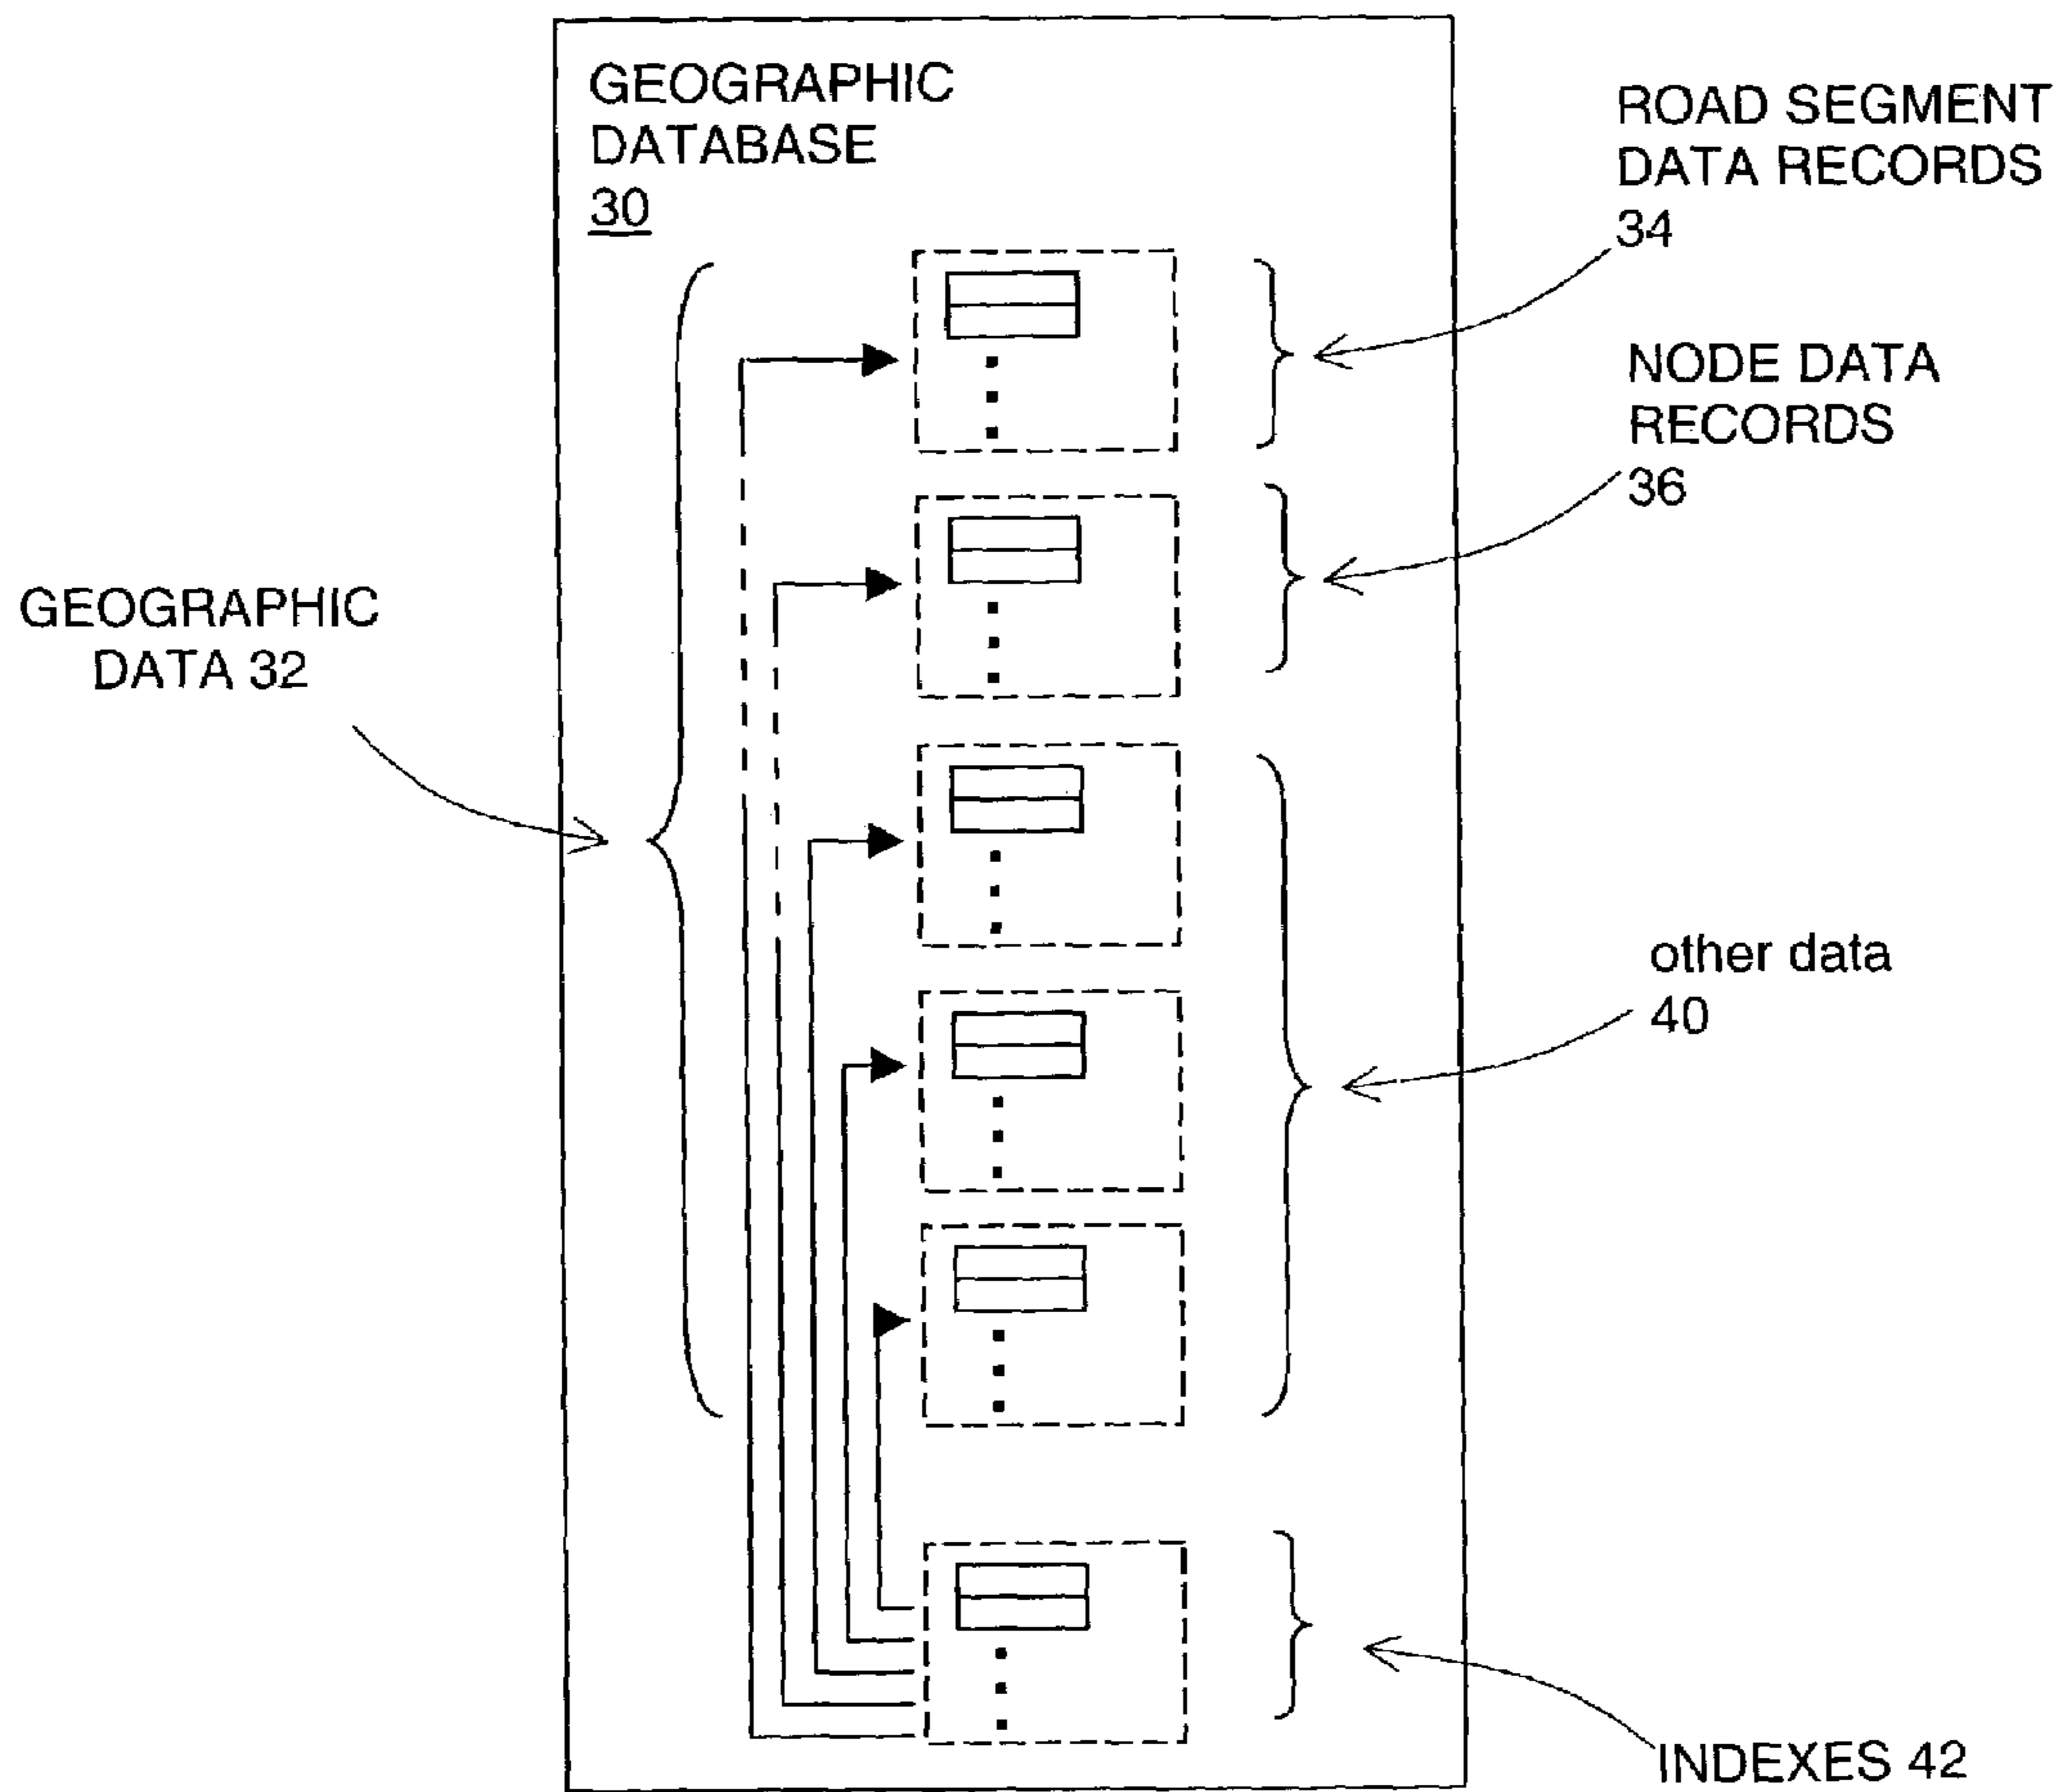 GEOGRAPHIC
DATABASE
30
ROAD SEGMENT
DATA RECORDS
34
NODE DATA
RECORDS
36
GEOGRAPHIC
DATA 32
other data
40
INDEXES 42